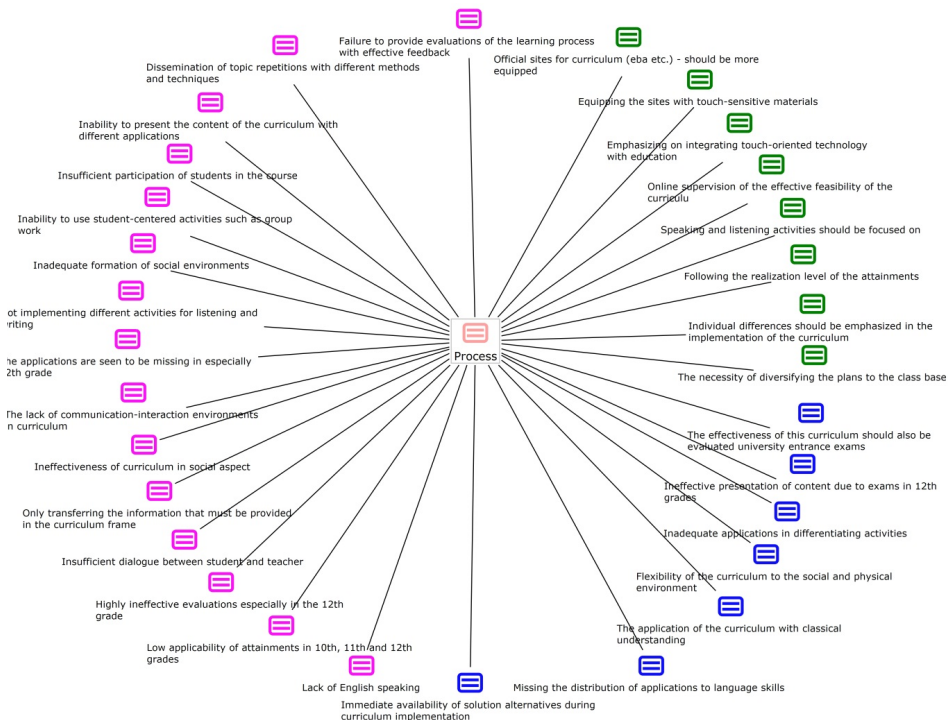 Failure to provide evaluations of the learning process
with effective feedback
Official sites for curriculum (eba etc.) - should be more
equipped
Dissemination of topic repetitions with different methods
and techniques
Equipping the sites with touch-sensitive materials
Inability to present the content of the curriculum with
different applications
Emphasizing on integrating touch-oriented technology
with education
Insufficient participation of students in the course
Online supervision of the effective feasibility of the
curriculu
Inability to use student-centered activities such as group
work
Speaking and listening activities should be focused on
Inadequate formation of social environments
Following the realization level of the attainments
ot implementing different activities for listening and
riting
Individual differences should be emphasized in the
implementation of the curriculum
Process
he applications are seen to be missing in especially
2th grade
The necessity of diversifying the plans to the class base
The lack of communication-interaction environments
n curriculum
The effectiveness of this curriculum should also be
evaluated university entrance exams
Ineffectiveness of curriculum in social aspect
Ineffective presentation of content due to exams in 12th
grades
Only transferring the information that must be provided
in the curriculum frame
Inadequate applications in differentiating activities
Insufficient dialogue between student and teacher
Flexibility of the curriculum to the social and physical
environment
Highly ineffective evaluations especially in the 12th
grade
The application of the curriculum with classical
understanding
Low applicability of attainments in 10th, 11th and 12th
grades
Lack of English speaking
Missing the distribution of applications to language skills
Immediate availability of solution alternatives during
curriculum implementation